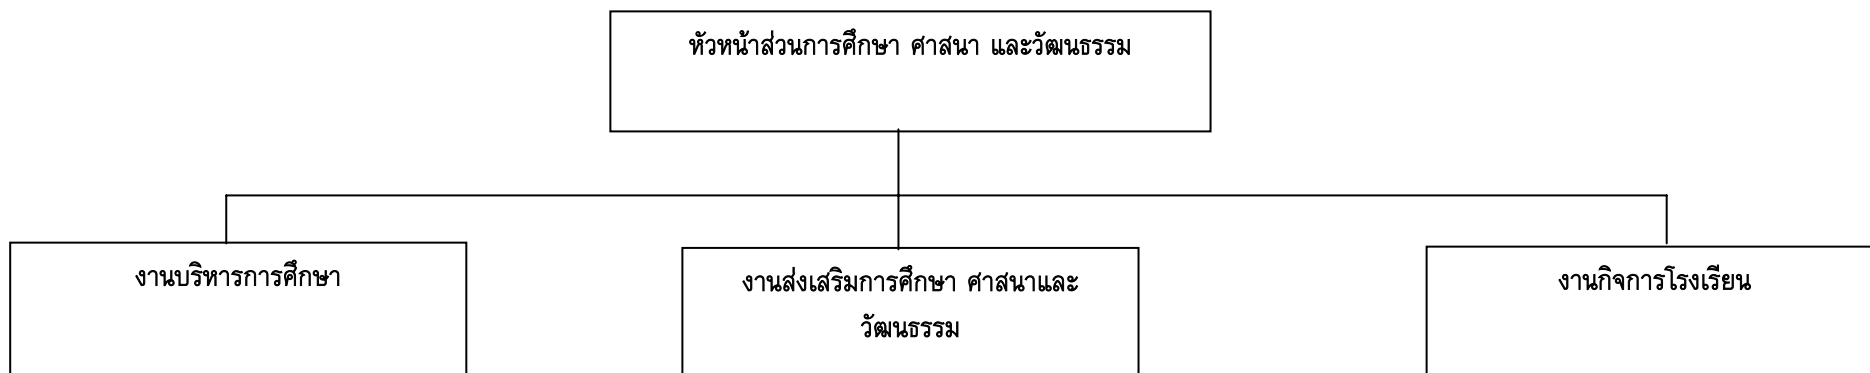 หัวหน้าส่วนการศึกษา ศาสนา และวัฒนธรรม
งานบริหารการศึกษา
งานส่งเสริมการศึกษา ศาสนาและ
วัฒนธรรม
งานกิจการโรงเรียน